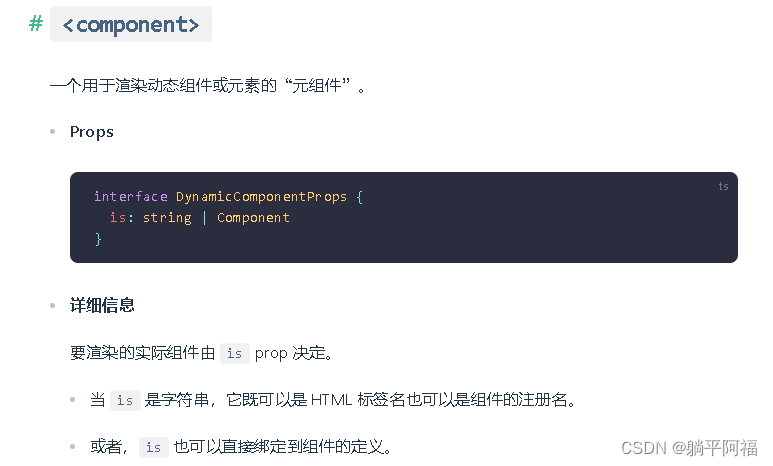 # <component>
一个用于渲染动态组件或元素的“元组件”。
Props
ts
interface DynamicComponentProps {
is: string | Component
}
详细信息
要渲染的实际组件由 is prop 决定。
当 is 是字符串，它既可以是 HTML 标签名也可以是组件的注册名。
或者，is 也可以直接绑定到组件的定义。
CSDN @躺平阿福